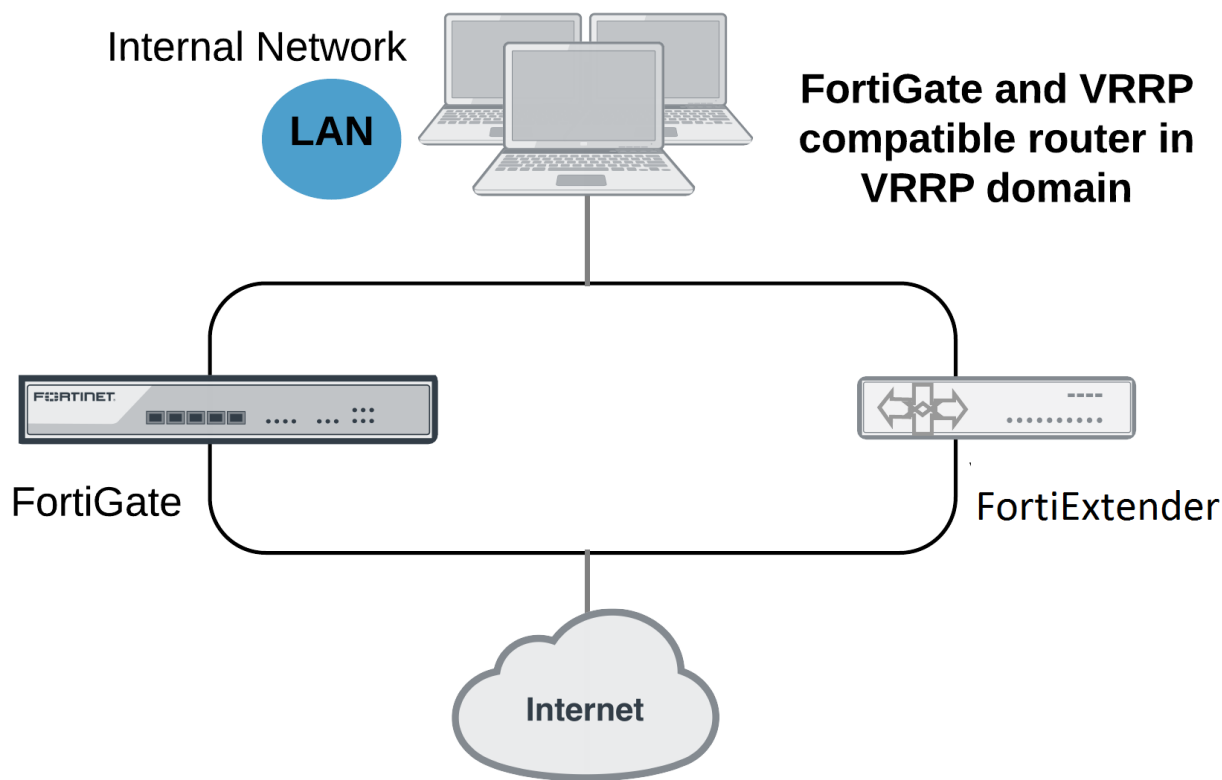 Internal Network
LAN
FortiGate and VRRP
compatible router in
VRRP domain
FORTINET
FortiGate
FortiExtender
Internet